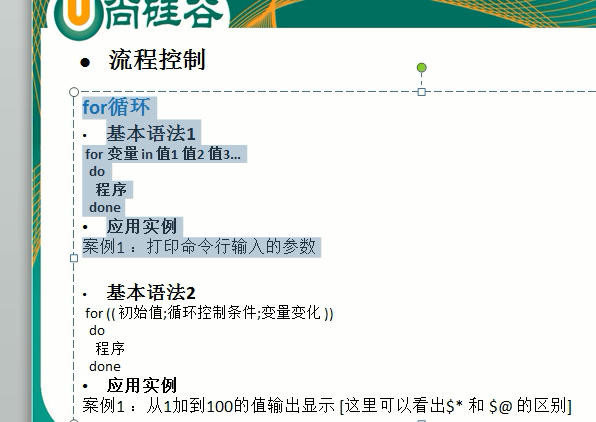 尚硅谷
• 流程控制
for循环
• 基本语法1
for 变量 in 值1 值2 值3…
do
程序
done
• 应用实例
案例1 ：打印命令行输入的参数
• 基本语法2
for (( 初始值;循环控制条件;变量变化 ))
do
程序
done
• 应用实例
案例1 ：从1加到100的值输出显示 [这里可以看出$* 和 $@ 的区别]